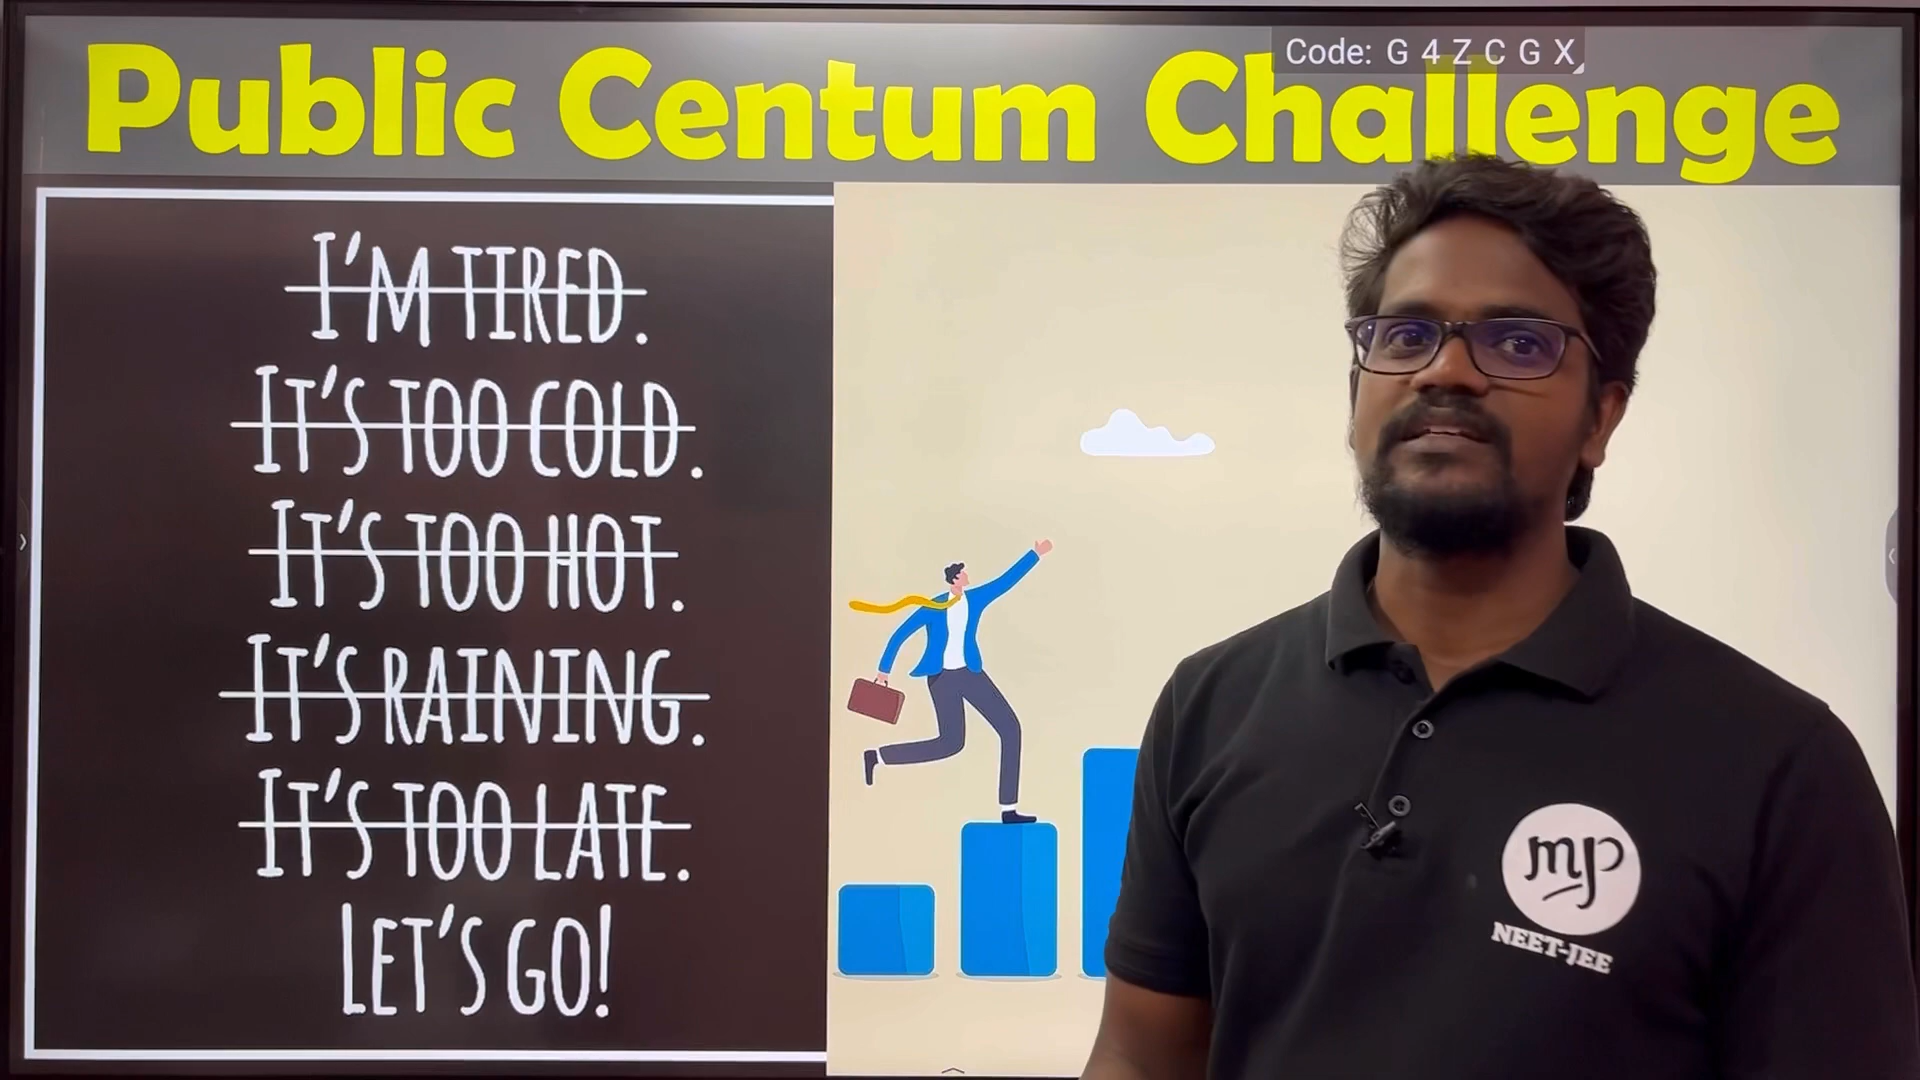 Code: G 4 Z C G X
Public Centum Challenge
I'M TIRED.
IT'S TOO COLD.
IT'S TOO HOT.
IT'S RAINING.
IT'S TOO LATE.
LET'S GO!
mp
NEET-JEE